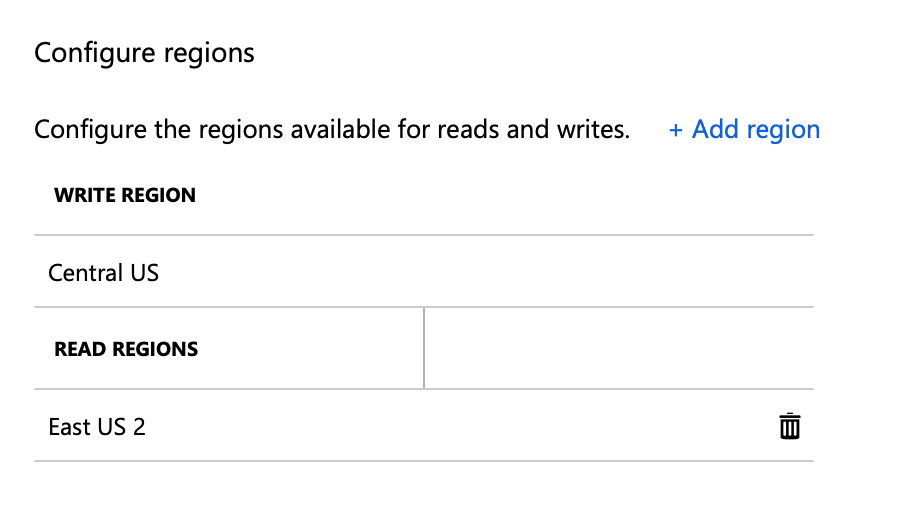 Configure regions
Configure the regions available for reads and writes. + Add region
WRITE REGION
Central US
READ REGIONS
East US 2